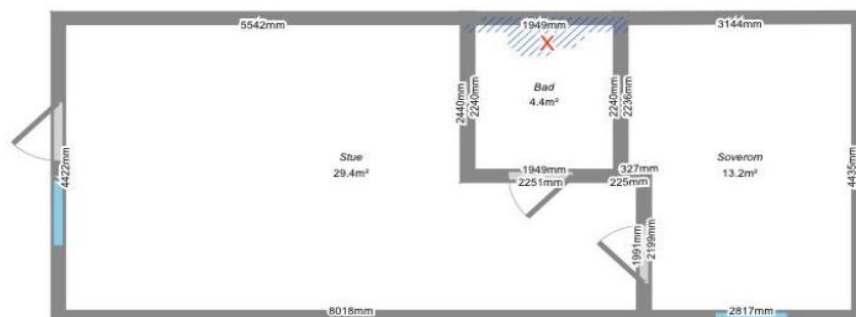 5542mm
1949mm
3144mm
Bad
4.4m²
2440mm
2240mm
2240mm
2236mm
Stue
29.4m²
Soverom
13.2m²
4422mm
4435mm
1949mm
2251mm
327mm
225mm
1991mm
2199mm
8018mm
2817mm
X